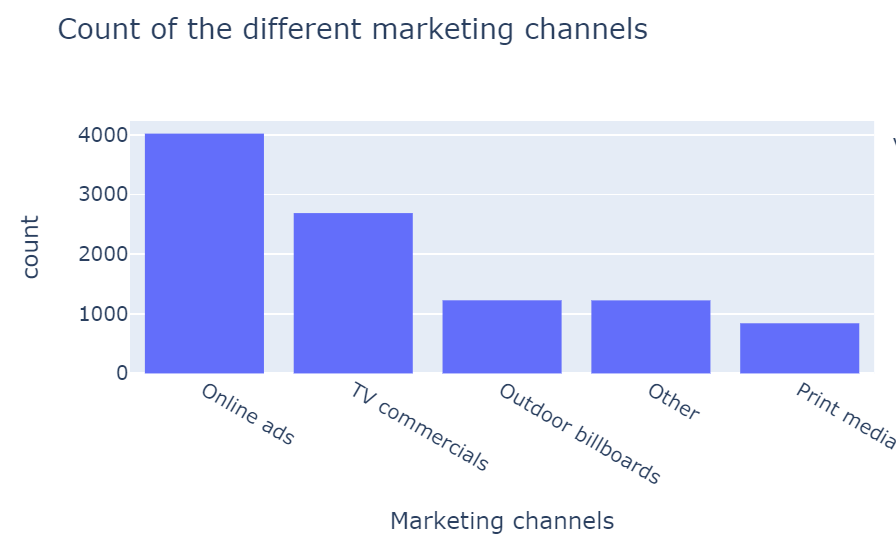 Count of the different marketing channels
4000
3000
2000
1000
0
count
Online ads
TV commercials
Outdoor billboards
Other
Print media
Marketing channels